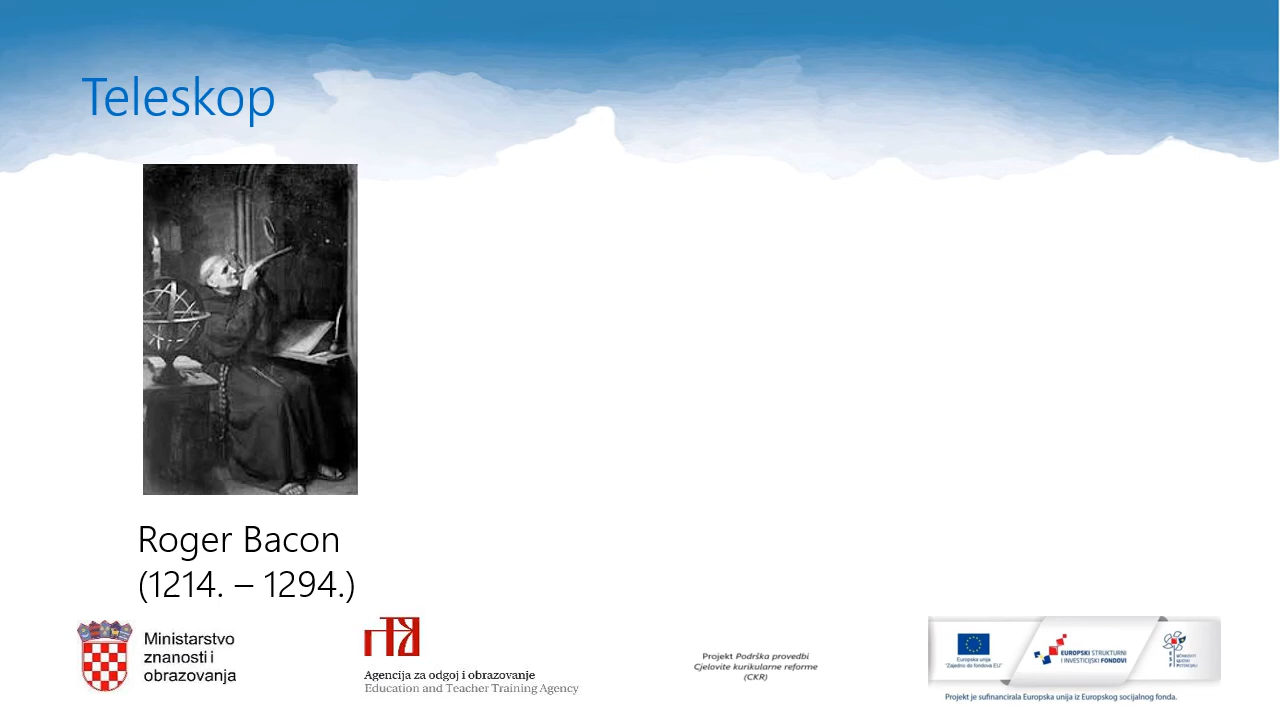 Teleskop
Roger Bacon
(1214. – 1294.)
Ministarstvo
znanosti i
obrazovanja
Agencija za odgoj i obrazovanje
Education and Teacher Training Agency
Projekt Podrška provedbi
Cjelovite kurikularne reforme
(CKR)
Europska unija
"Zajedno do fondova EU"
EUROPSKI STRUKTURNI
I INVESTICIJSKI FONDOVI
Projekt je sufinancirala Europska unija iz Europskog socijalnog fonda.